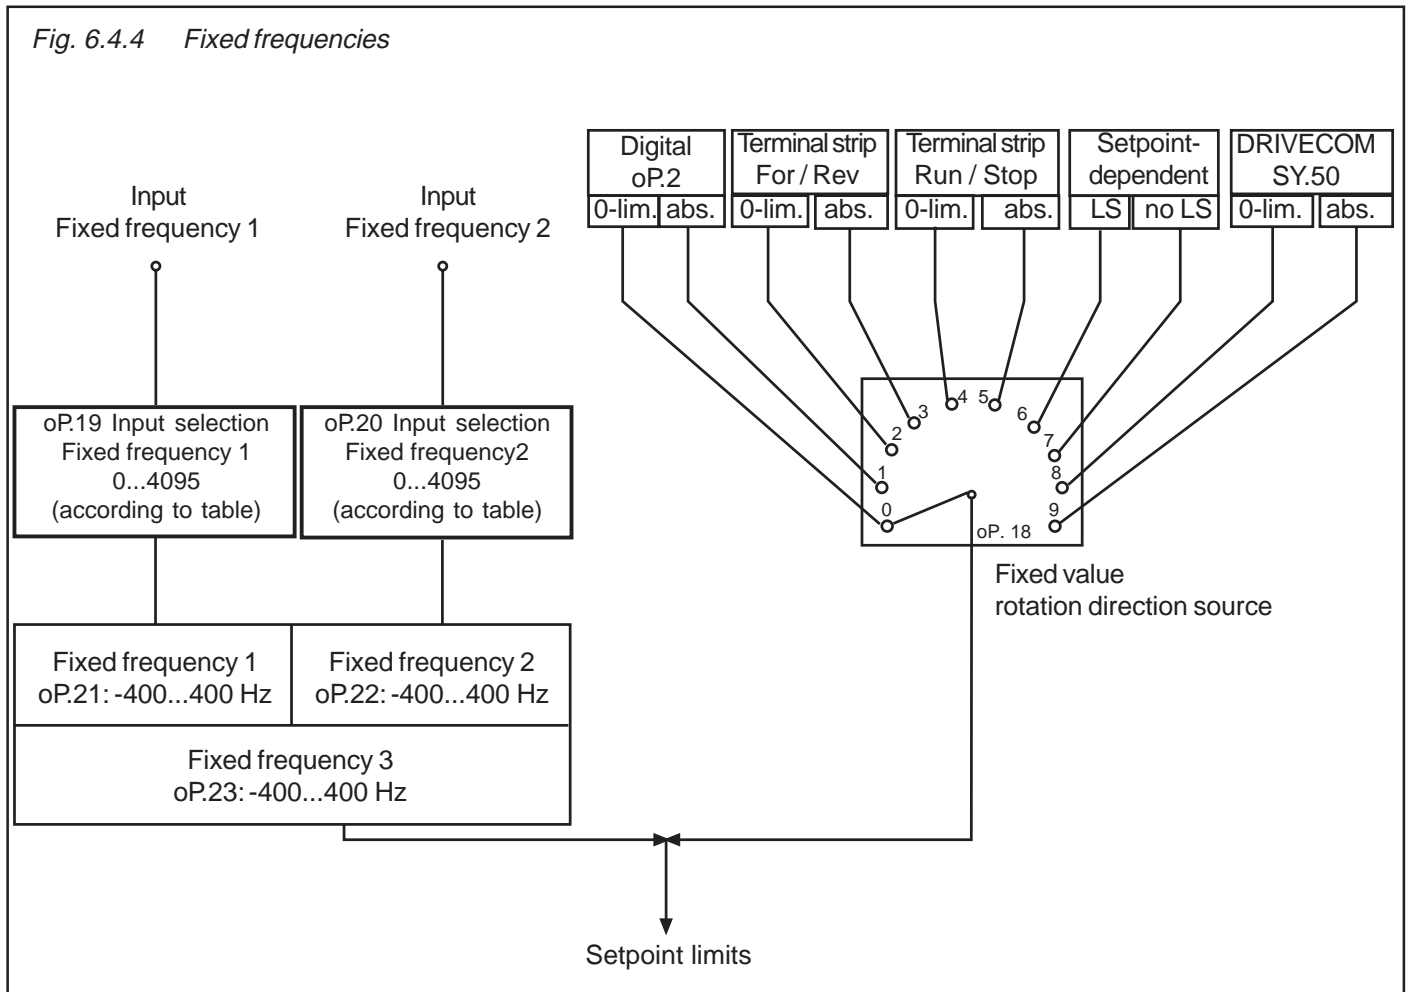 Fig. 6.4.4 Fixed frequencies
Digital
oP.2
0-lim. abs.
Terminal strip
For / Rev
0-lim. abs.
Terminal strip
Run / Stop
0-lim. abs.
Setpoint-
dependent
LS no LS
DRIVECOM
SY.50
0-lim. abs.
Input
Fixed frequency 1
Input
Fixed frequency 2
oP.19 Input selection
Fixed frequency 1
0...4095
(according to table)
oP.20 Input selection
Fixed frequency2
0...4095
(according to table)
0
1
2
3
4
5
6
7
8
9
oP. 18
Fixed value
rotation direction source
Fixed frequency 1
oP.21: -400...400 Hz
Fixed frequency 2
oP.22: -400...400 Hz
Fixed frequency 3
oP.23: -400...400 Hz
Setpoint limits